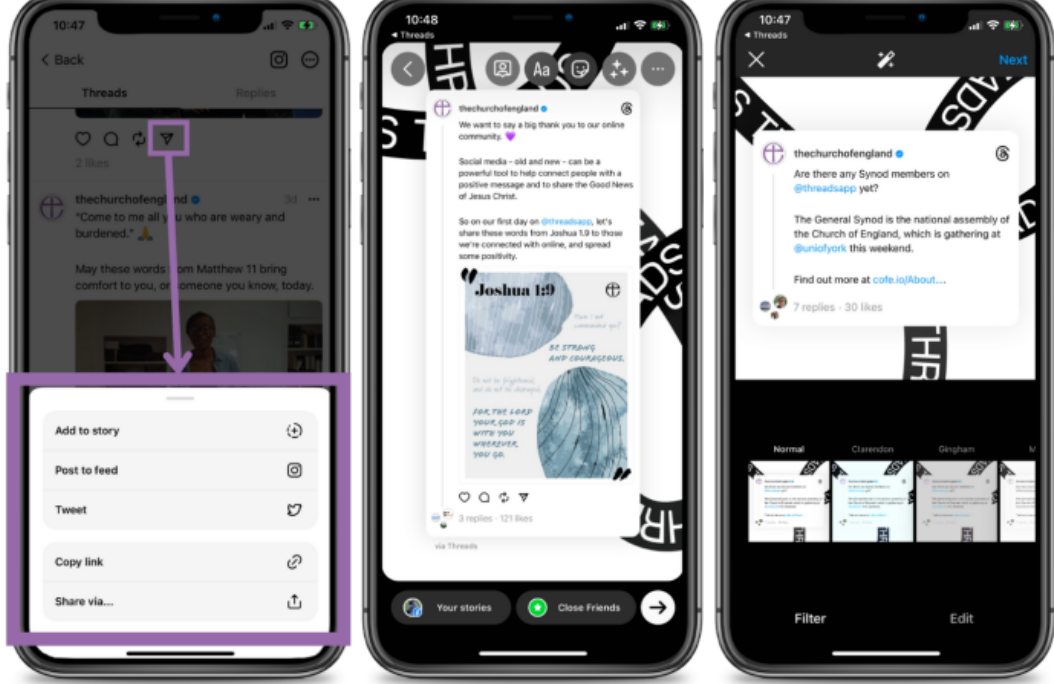 10:47
< Back
Threads
Replies
2 likes
thechurchofengland
3d
"Come to me all you who are weary and
burdened." 🙏
May these words from Matthew 11 bring
comfort to you, or someone you know, today.
Add to story
Post to feed
Tweet
Copy link
Share via...
10:48
◀ Threads
Aa
thechurchofengland
We want to say a big thank you to our online
community. 💜
Social media - old and new - can be a
powerful tool to help connect people with a
positive message and to share the Good News
of Jesus Christ.
So on our first day on @threadsapp, let's
share these words from Joshua 1.9 to those
we're connected with online, and spread
some positivity.
Joshua 1:9
Have I not
commanded you?
BE STRONG
AND COURAGEOUS.
Do not be frightened,
and do not be dismayed,
FOR THE LORD
YOUR GOD IS
WITH YOU
WHEREVER
YOU GO.
3 replies · 121 likes
via Threads
Your stories
Close Friends
10:47
◀ Threads
Next
thechurchofengland
Are there any Synod members on
@threadsapp yet?
The General Synod is the national assembly of
the Church of England, which is gathering at
@uniofyork this weekend.
Find out more at cofe.io/About....
7 replies · 30 likes
THR
Normal
Clarendon
Gingham
M
Filter
Edit